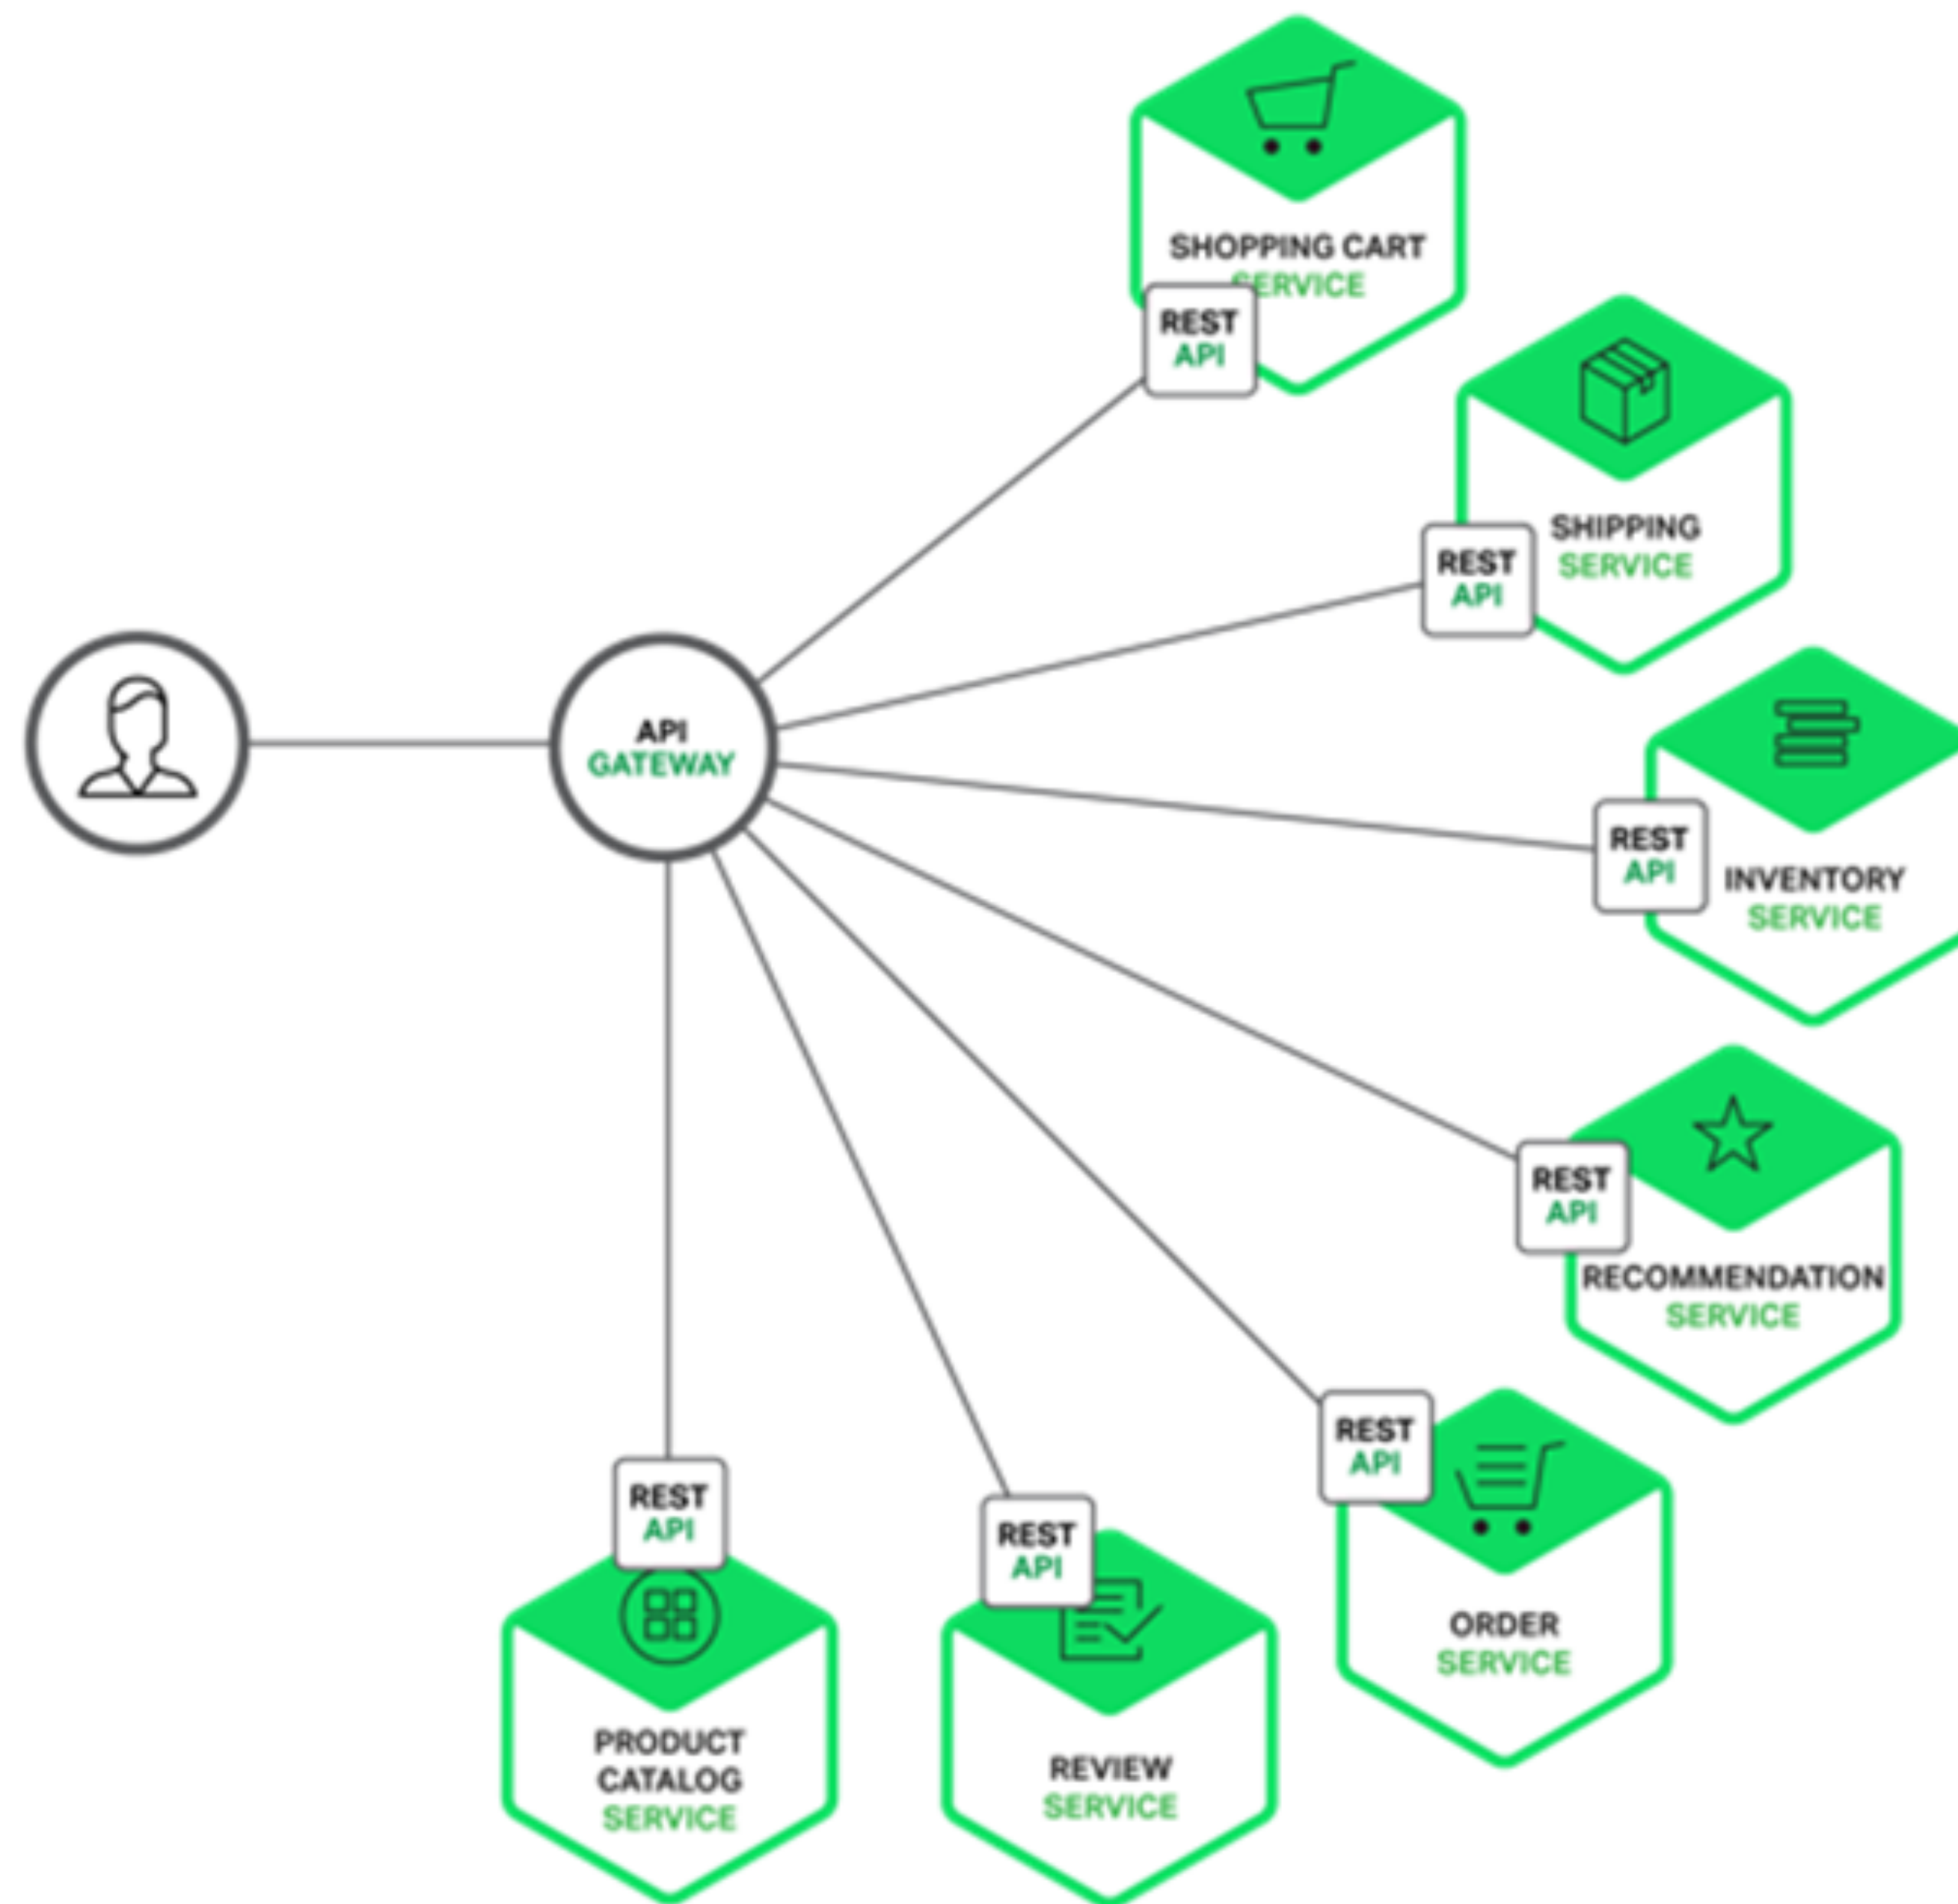 SHOPPING CART
SERVICE
REST
API
SHIPPING
SERVICE
REST
API
API
GATEWAY
REST
API
INVENTORY
SERVICE
REST
API
RECOMMENDATION
SERVICE
REST
API
ORDER
SERVICE
REST
API
REVIEW
SERVICE
REST
API
PRODUCT
CATALOG
SERVICE